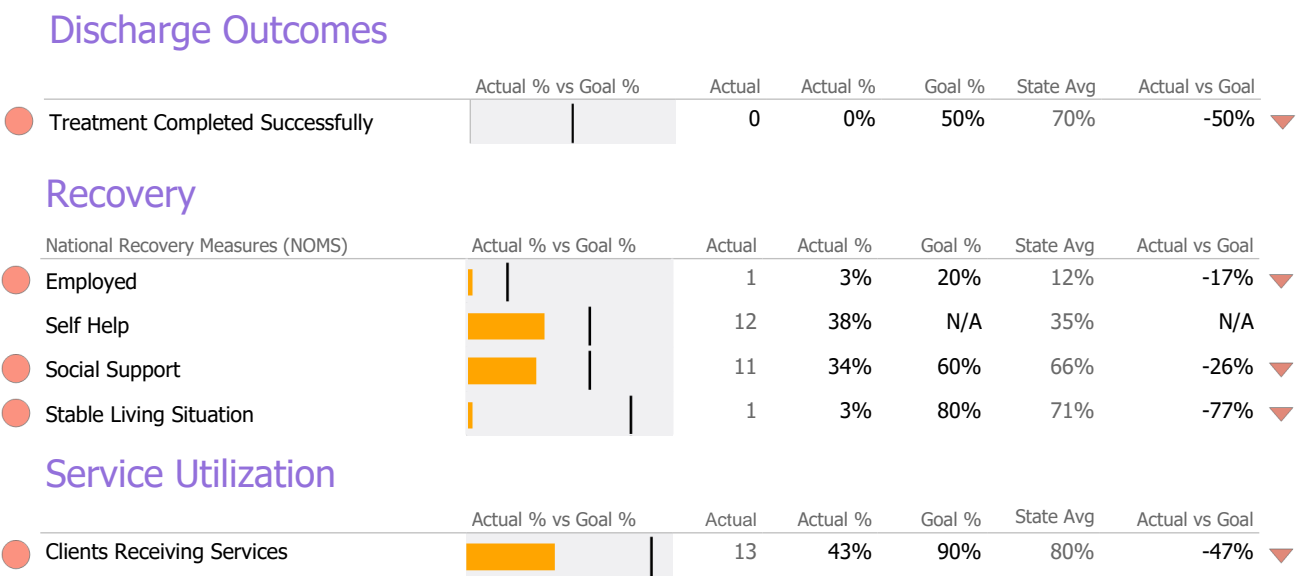 Discharge Outcomes
Actual % vs Goal % Actual Actual % Goal % State Avg Actual vs Goal
Treatment Completed Successfully 0 0% 50% 70% -50%
Recovery
National Recovery Measures (NOMS) Actual % vs Goal % Actual Actual % Goal % State Avg Actual vs Goal
Employed 1 3% 20% 12% -17%
Self Help 12 38% N/A 35% N/A
Social Support 11 34% 60% 66% -26%
Stable Living Situation 1 3% 80% 71% -77%
Service Utilization
Actual % vs Goal % Actual Actual % Goal % State Avg Actual vs Goal
Clients Receiving Services 13 43% 90% 80% -47%